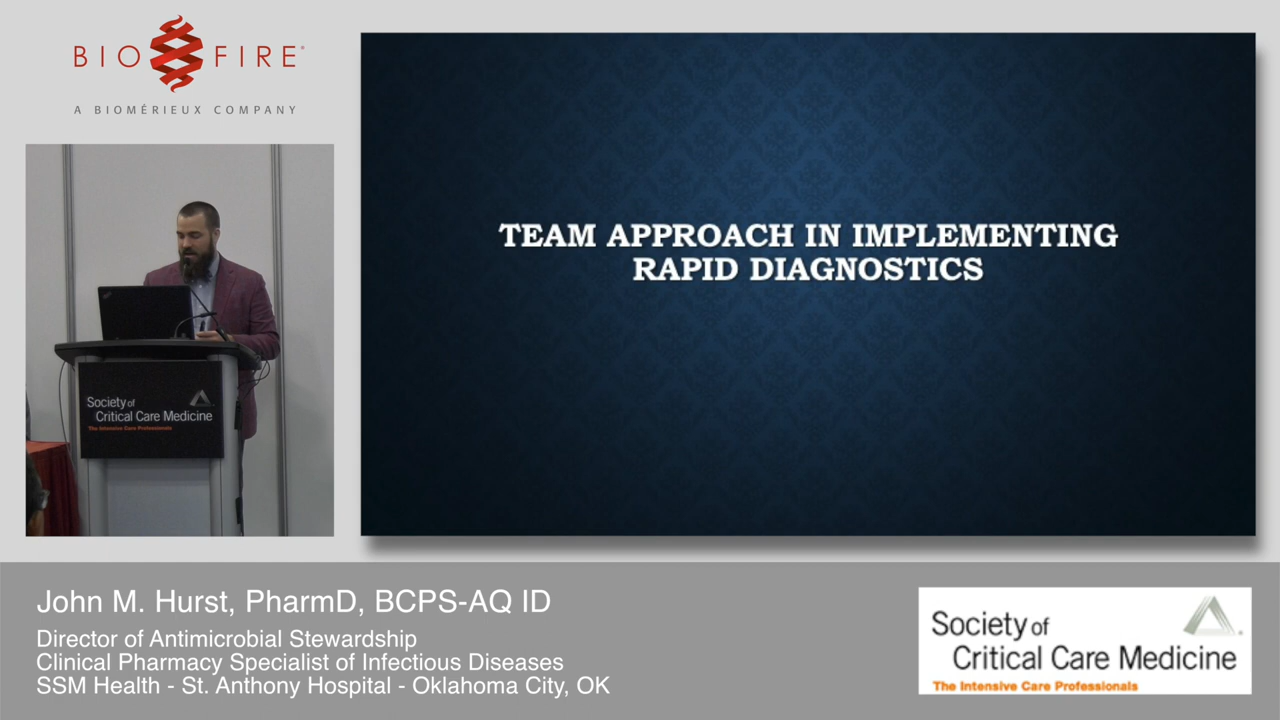 BIO FIRE
A BIOMÉRIEUX COMPANY
TEAM APPROACH IN IMPLEMENTING
RAPID DIAGNOSTICS
Society of
Critical Care Medicine
The Intensive Care Professionals
John M. Hurst, PharmD, BCPS-AQ ID
Director of Antimicrobial Stewardship
Clinical Pharmacy Specialist of Infectious Diseases
SSM Health - St. Anthony Hospital - Oklahoma City, OK
Society of
Critical Care Medicine
The Intensive Care Professionals